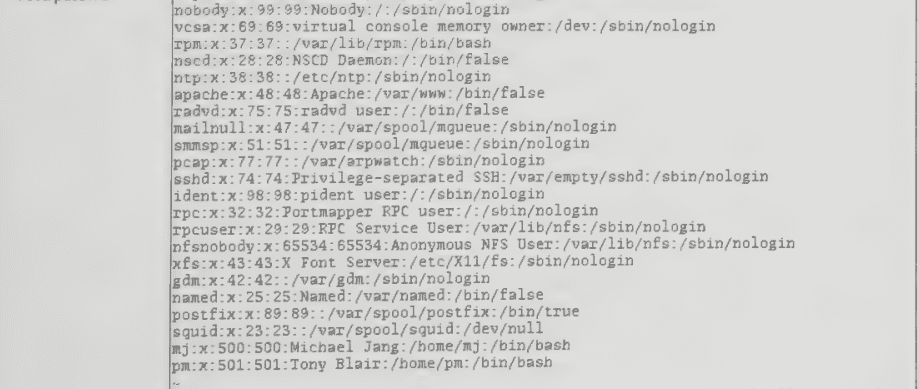 nobody:x:99:99:Nobody:/:/sbin/nologin
vcsa:x:69:69:virtual console memory owner:/dev:/sbin/nologin
rpm:x:37:37::/var/lib/rpm:/bin/bash
nscd:x:28:28:NSCD Daemon:/:/bin/false
ntp:x:38:38::/etc/ntp:/sbin/nologin
apache:x:48:48:Apache:/var/www:/bin/false
radvd:x:75:75:radvd user:/:/bin/false
mailnull:x:47:47::/var/spool/mqueue:/sbin/nologin
smmsp:x:51:51::/var/spool/mqueue:/sbin/nologin
pcap:x:77:77::/var/arpwatch:/sbin/nologin
sshd:x:74:74:Privilege-separated SSH:/var/empty/sshd:/sbin/nologin
ident:x:98:98:pident user:/:/sbin/nologin
rpc:x:32:32:Portmapper RPC user:/:/sbin/nologin
rpcuser:x:29:29:RPC Service User:/var/lib/nfs:/sbin/nologin
nfsnobody:x:65534:65534:Anonymous NFS User:/var/lib/nfs:/sbin/nologin
xfs:x:43:43:X Font Server:/etc/X11/fs:/sbin/nologin
gdm:x:42:42::/var/gdm:/sbin/nologin
named:x:25:25:Named:/var/named:/bin/false
postfix:x:89:89::/var/spool/postfix:/bin/true
squid:x:23:23::/var/spool/squid:/dev/null
mj:x:500:500:Michael Jang:/home/mj:/bin/bash
pm:x:501:501:Tony Blair:/home/pm:/bin/bash
~